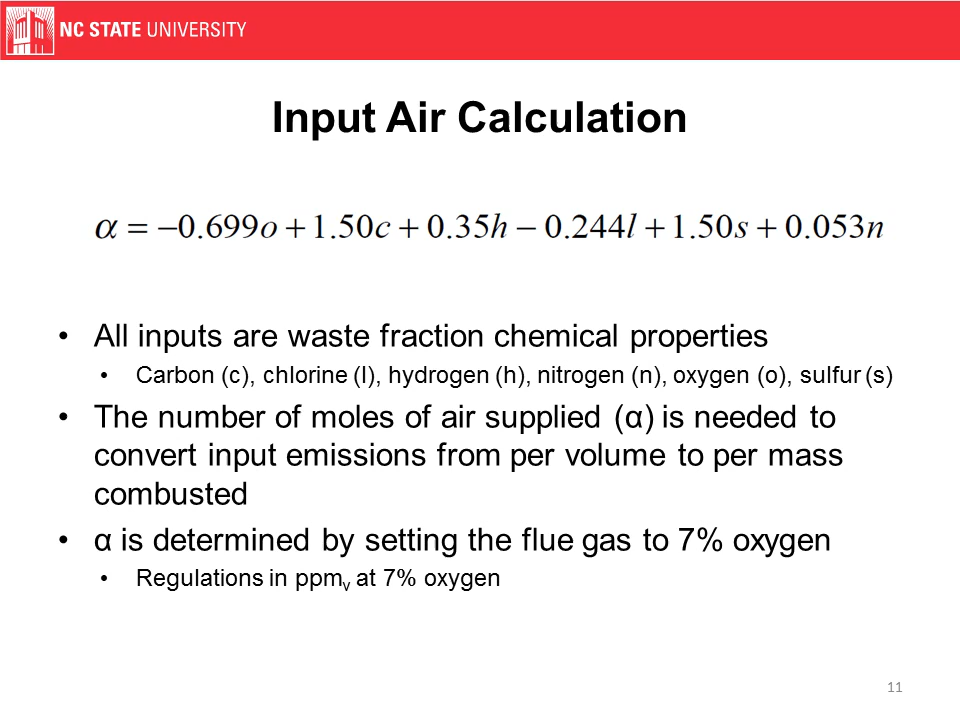 NC STATE UNIVERSITY
Input Air Calculation
α = −0.699o + 1.50c + 0.35h − 0.244l + 1.50s + 0.053n
• All inputs are waste fraction chemical properties
• Carbon (c), chlorine (l), hydrogen (h), nitrogen (n), oxygen (o), sulfur (s)
• The number of moles of air supplied (α) is needed to
convert input emissions from per volume to per mass
combusted
• α is determined by setting the flue gas to 7% oxygen
• Regulations in ppmv at 7% oxygen
11